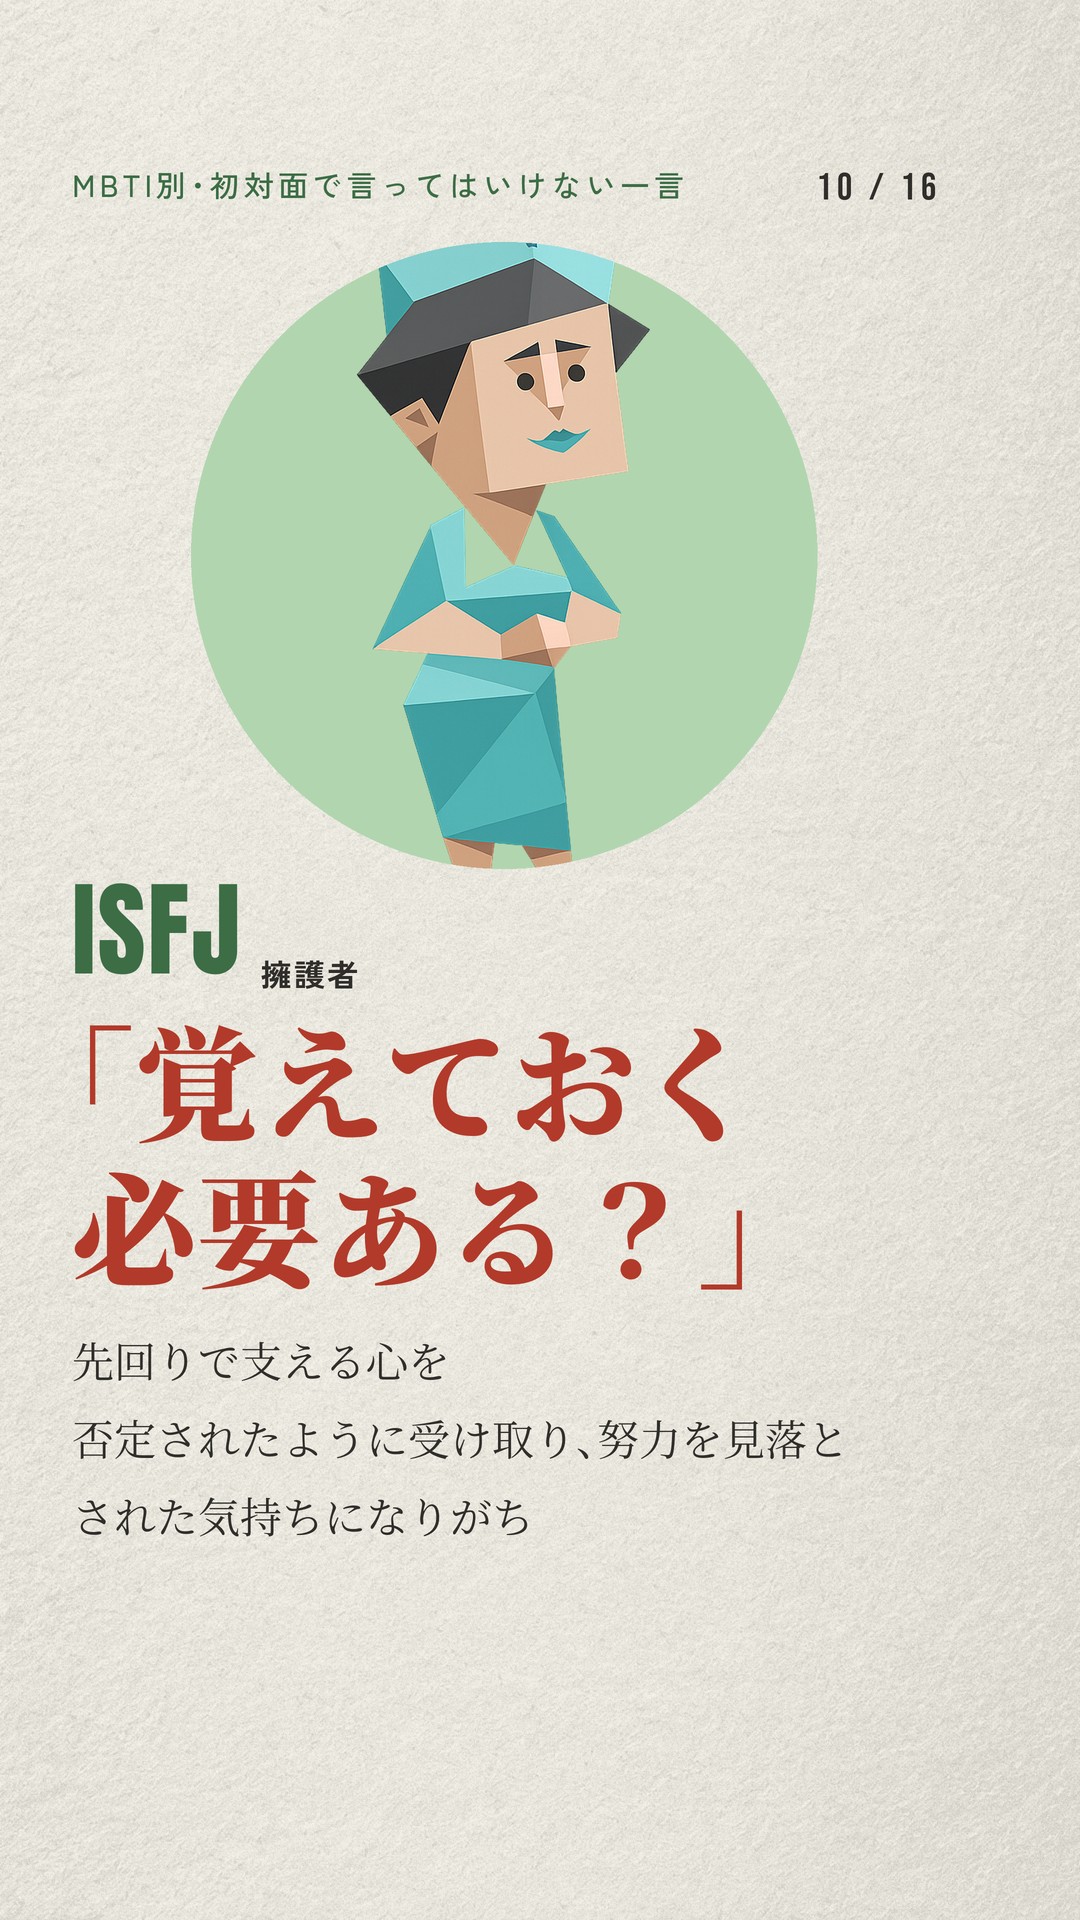 MBTI別・初対面で言ってはいけない一言
10 / 16
ISFJ
擁護者
「覚えておく
必要ある？」
先回りで支える心を
否定されたように受け取り、努力を見落と
された気持ちになりがち